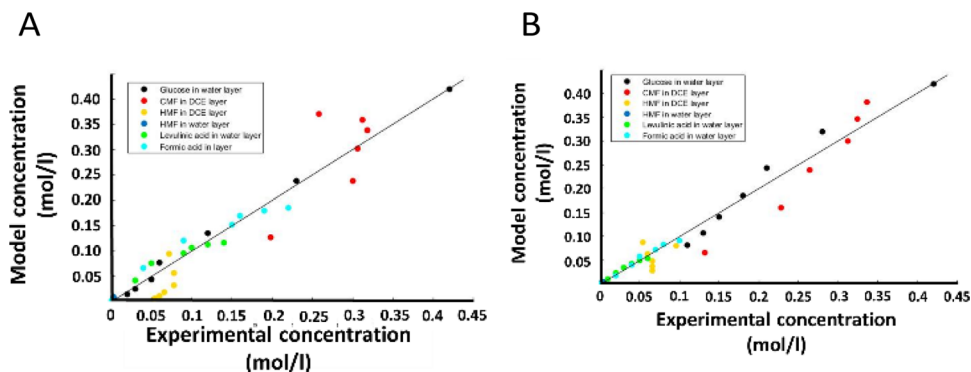 A
Glucose in water layer
CMF in DCE layer
HMF in DCE layer
HMF in water layer
Levulinic acid in water layer
Formic acid in layer
Model concentration
(mol/l)
0.40
0.35
0.30
0.25
0.20
0.15
0.10
0.05
0 0.05 0.1 0.15 0.2 0.25 0.3 0.35 0.4 0.45
Experimental concentration
(mol/l)
B
Glucose in water layer
CMF in DCE layer
HMF in DCE layer
HMF in water layer
Levulinic acid in water layer
Formic acid in water layer
Model concentration
(mol/l)
0.40
0.35
0.30
0.25
0.20
0.15
0.10
0.05
0 0.05 0.1 0.15 0.2 0.25 0.3 0.35 0.4 0.45
Experimental concentration
(mol/l)